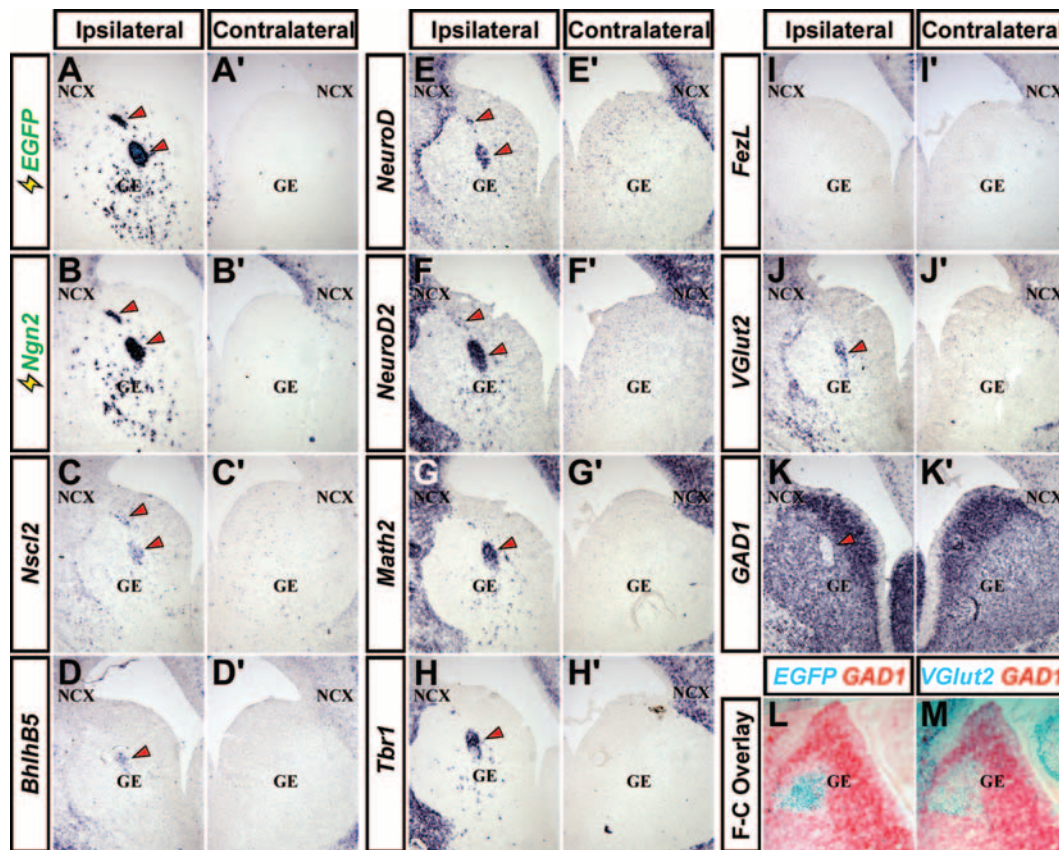 Ipsilateral Contralateral Ipsilateral Contralateral Ipsilateral Contralateral
EGFP
A NCX GE
A' NCX GE
NeuroD
E NCX GE
E' NCX GE
FezL
I NCX GE
I' NCX GE
Ngn2
B NCX GE
B' NCX GE
NeuroD2
F NCX GE
F' NCX GE
VGlut2
J NCX GE
J' NCX GE
Nscl2
C NCX GE
C' NCX GE
Math2
G NCX GE
G' NCX GE
GAD1
K NCX GE
K' NCX GE
BhlhB5
D NCX GE
D' NCX GE
Tbr1
H NCX GE
H' NCX GE
F-C Overlay
EGFP GAD1 VGlut2 GAD1
L M GE